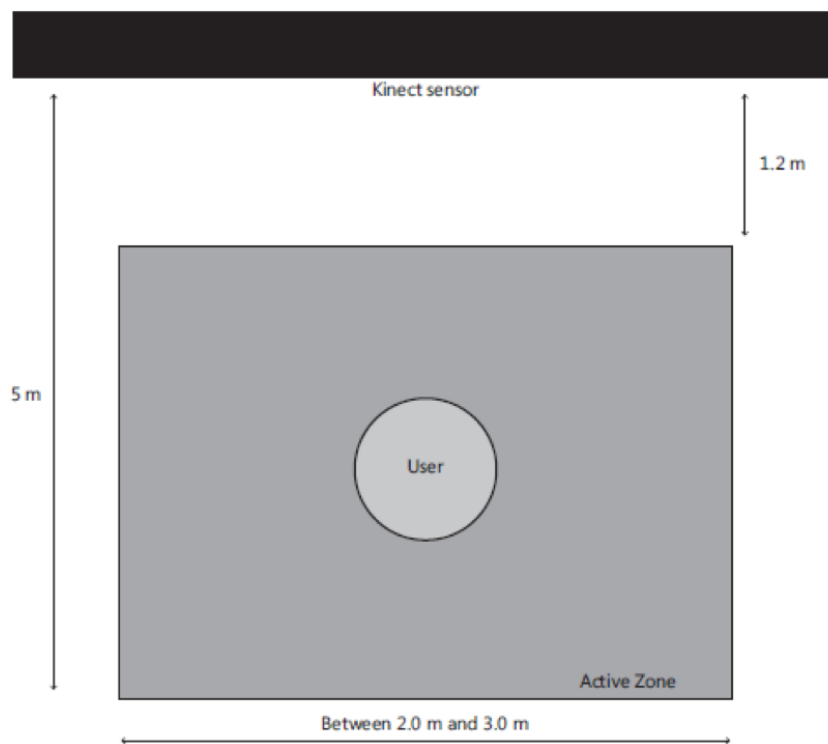 Kinect sensor
1.2 m
5 m
User
Active Zone
Between 2.0 m and 3.0 m